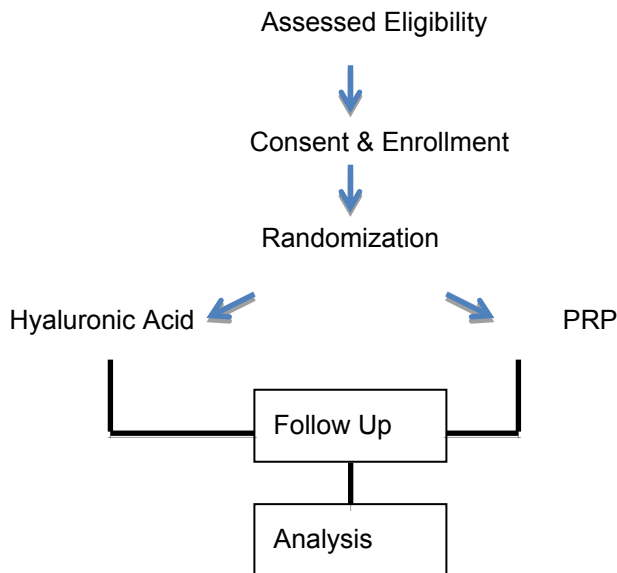 Assessed Eligibility
Consent & Enrollment
Randomization
Hyaluronic Acid
PRP
Follow Up
Analysis